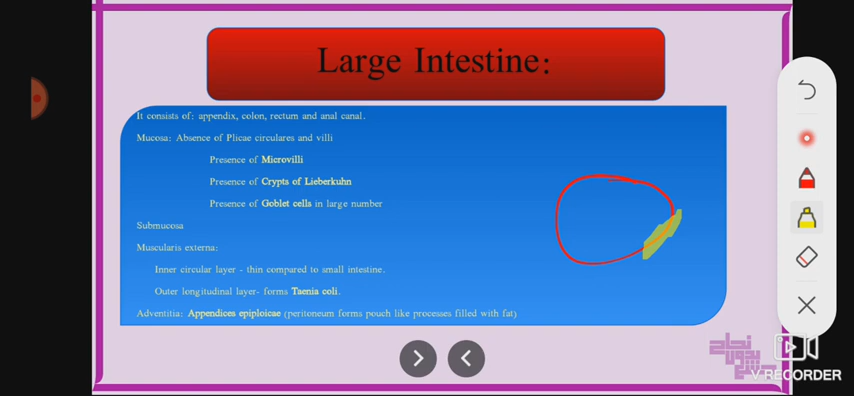 Large Intestine:
It consists of: appendix, colon, rectum and anal canal.
Mucosa: Absence of Plicae circulares and villi
Presence of Microvilli
Presence of Crypts of Lieberkuhn
Presence of Goblet cells in large number
Submucosa
Muscularis externa:
Inner circular layer - thin compared to small intestine.
Outer longitudinal layer- forms Taenia coli.
Adventitia: Appendices epiploicae (peritoneum forms pouch like processes filled with fat)
V RECORDER